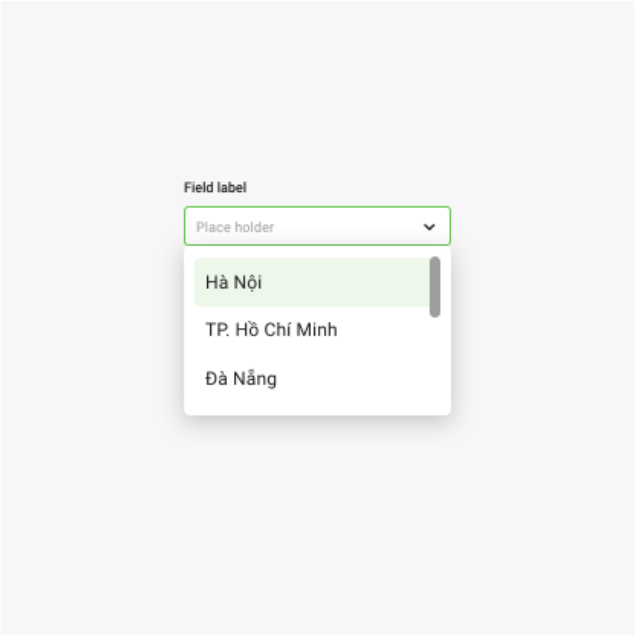 Field label
Place holder
Hà Nội
TP. Hồ Chí Minh
Đà Nẵng